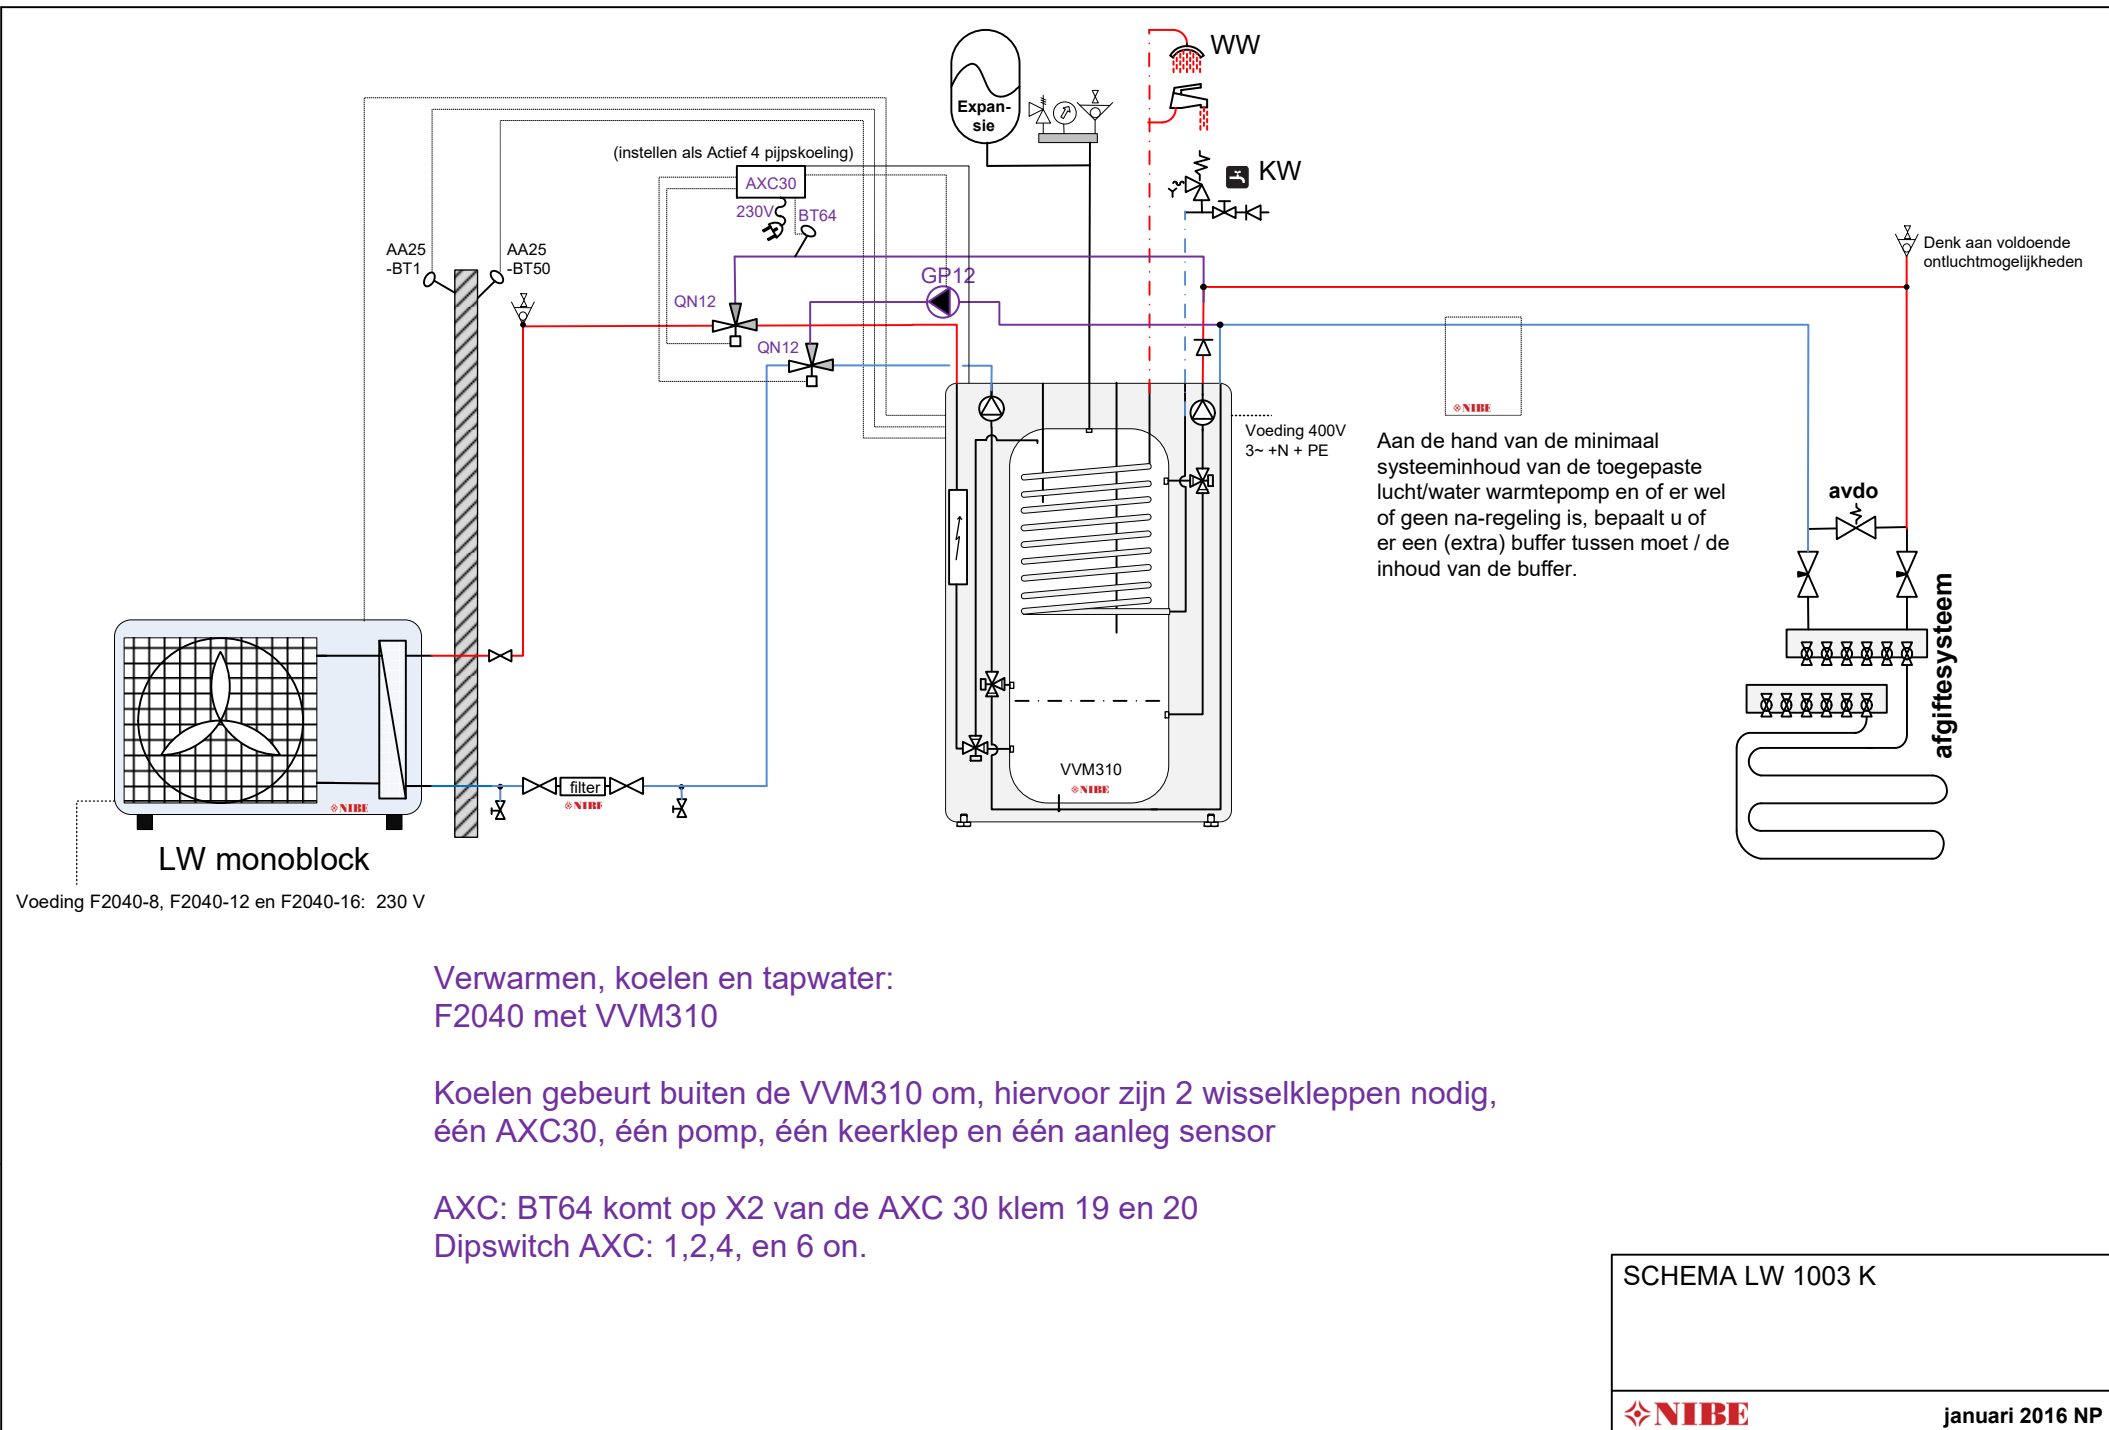 WW
Expan-
sie
(instellen als Actief 4 pijpskoeling)
AXC30
KW
230V
BT64
AA25
-BT1
AA25
-BT50
Denk aan voldoende
ontluchtmogelijkheden
GP12
QN12
QN12
NIBE
Voeding 400V
3~ +N + PE
Aan de hand van de minimaal
systeeminhoud van de toegepaste
lucht/water warmtepomp en of er wel
of geen na-regeling is, bepaalt u of
er een (extra) buffer tussen moet / de
inhoud van de buffer.
avdo
afgiftesysteem
VVM310
NIBE
filter
NIBE
NIBE
LW monoblock
Voeding F2040-8, F2040-12 en F2040-16: 230 V
Verwarmen, koelen en tapwater:
F2040 met VVM310
Koelen gebeurt buiten de VVM310 om, hiervoor zijn 2 wisselkleppen nodig,
één AXC30, één pomp, één keerklep en één aanleg sensor
AXC: BT64 komt op X2 van de AXC 30 klem 19 en 20
Dipswitch AXC: 1,2,4, en 6 on.
SCHEMA LW 1003 K
NIBE
januari 2016 NP